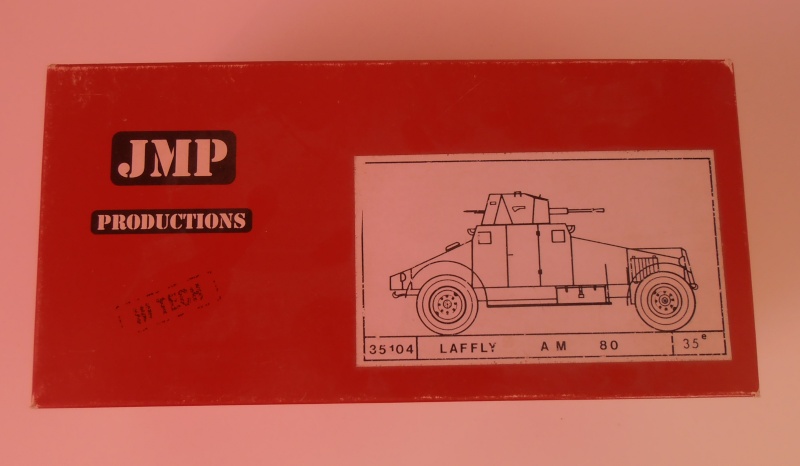 JMP
PRODUCTIONS
HI TECH
35104 LAFFLY AM 80 35e